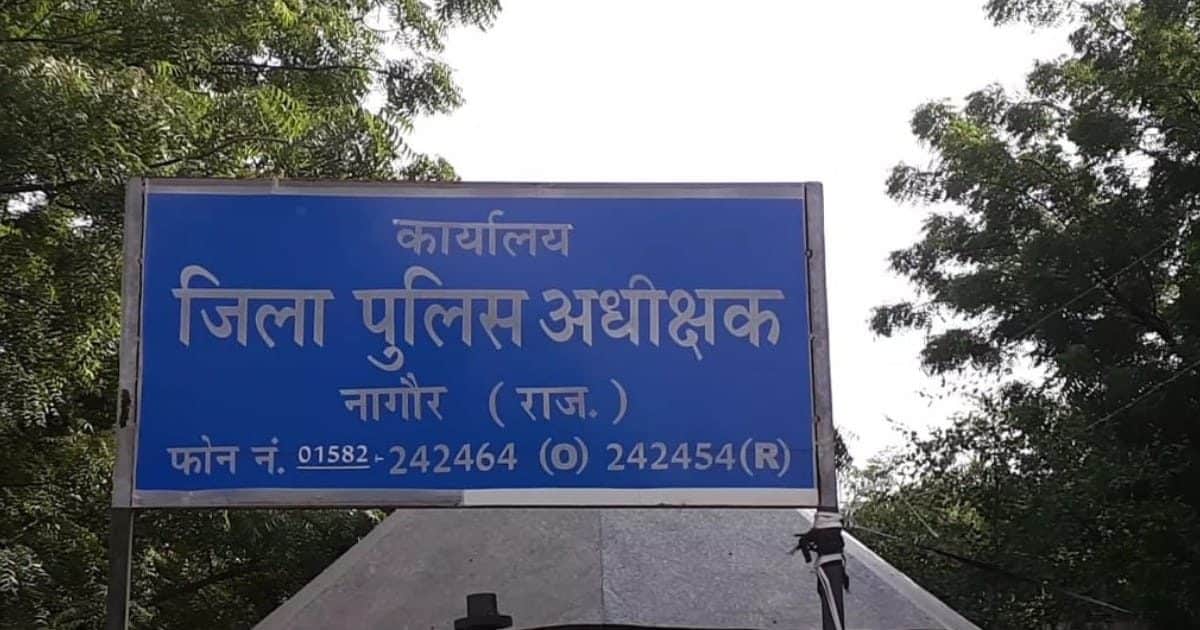 कार्यालय
जिला पुलिस अधीक्षक
नागौर (राज.)
फोन नं. 01582-242464 (O) 242454(R)